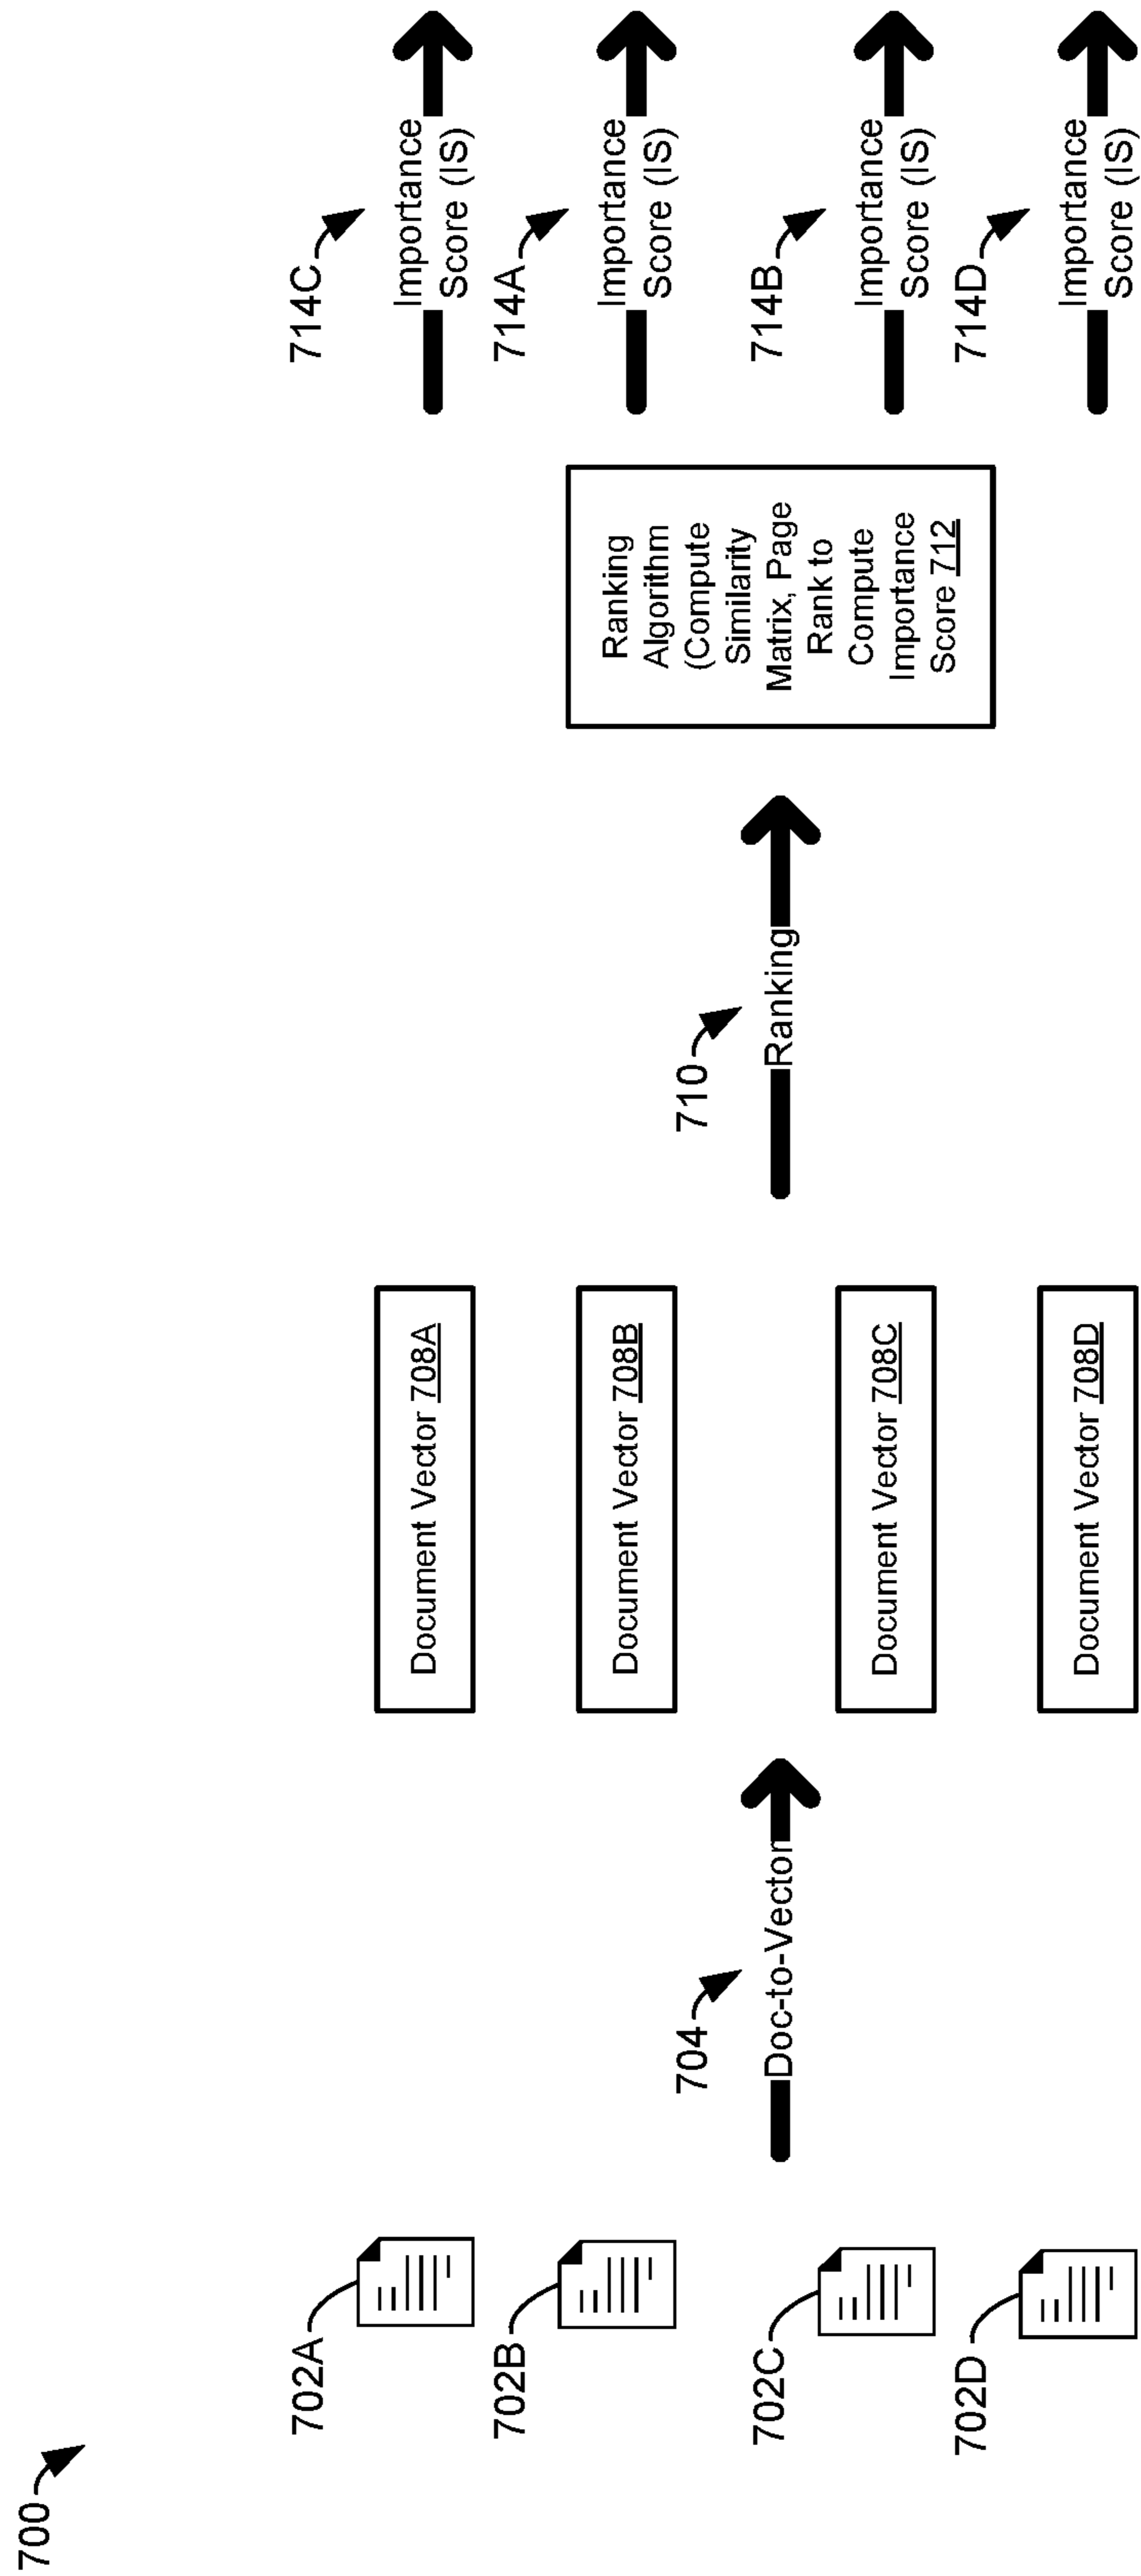 700
702A
702B
702C
702D
704
Doc-to-Vector
Document Vector 708A
Document Vector 708B
Document Vector 708C
Document Vector 708D
710
Ranking
Ranking
Algorithm
(Compute
Similarity
Matrix, Page
Rank to
Compute
Importance
Score 712
714C
Importance
Score (IS)
714A
Importance
Score (IS)
714B
Importance
Score (IS)
714D
Importance
Score (IS)